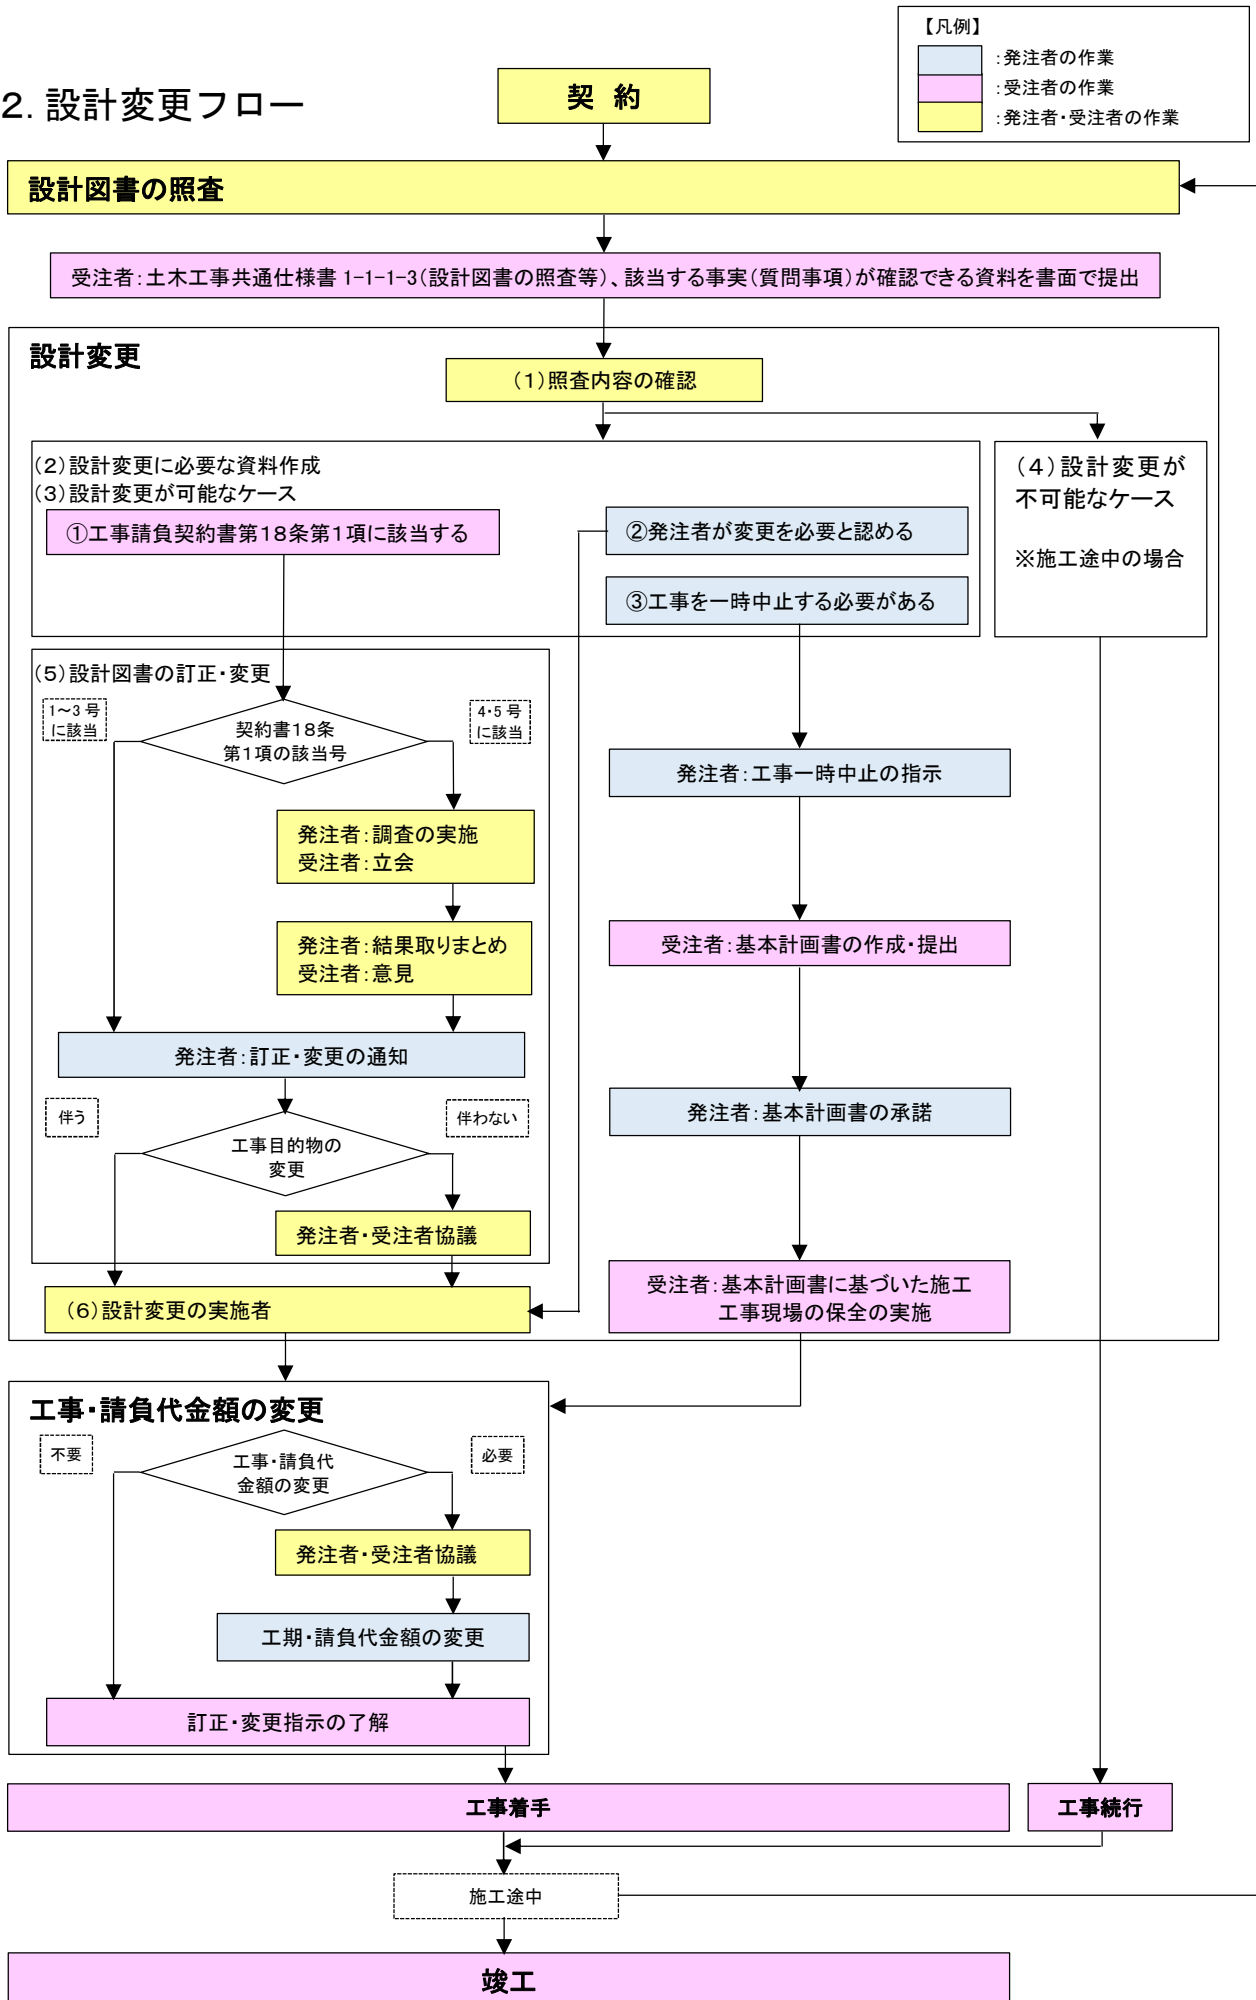 【凡例】
：発注者の作業
：受注者の作業
：発注者・受注者の作業
2．設計変更フロー
契 約
設計図書の照査
受注者：土木工事共通仕様書 1-1-1-3（設計図書の照査等）、該当する事実（質問事項）が確認できる資料を書面で提出
設計変更
（１）照査内容の確認
（２）設計変更に必要な資料作成
（３）設計変更が可能なケース
①工事請負契約書第１８条第１項に該当する
②発注者が変更を必要と認める
③工事を一時中止する必要がある
（４）設計変更が
不可能なケース
※施工途中の場合
（５）設計図書の訂正・変更
1～3 号
に該当
契約書１８条
第１項の該当号
4・5 号
に該当
発注者：調査の実施
受注者：立会
発注者：結果取りまとめ
受注者：意見
発注者：訂正・変更の通知
伴う
工事目的物の
変更
伴わない
発注者・受注者協議
（６）設計変更の実施者
発注者：工事一時中止の指示
受注者：基本計画書の作成・提出
発注者：基本計画書の承諾
受注者：基本計画書に基づいた施工
工事現場の保全の実施
工事・請負代金額の変更
不要
工事・請負代
金額の変更
必要
発注者・受注者協議
工期・請負代金額の変更
訂正・変更指示の了解
工事着手
工事続行
施工途中
竣工